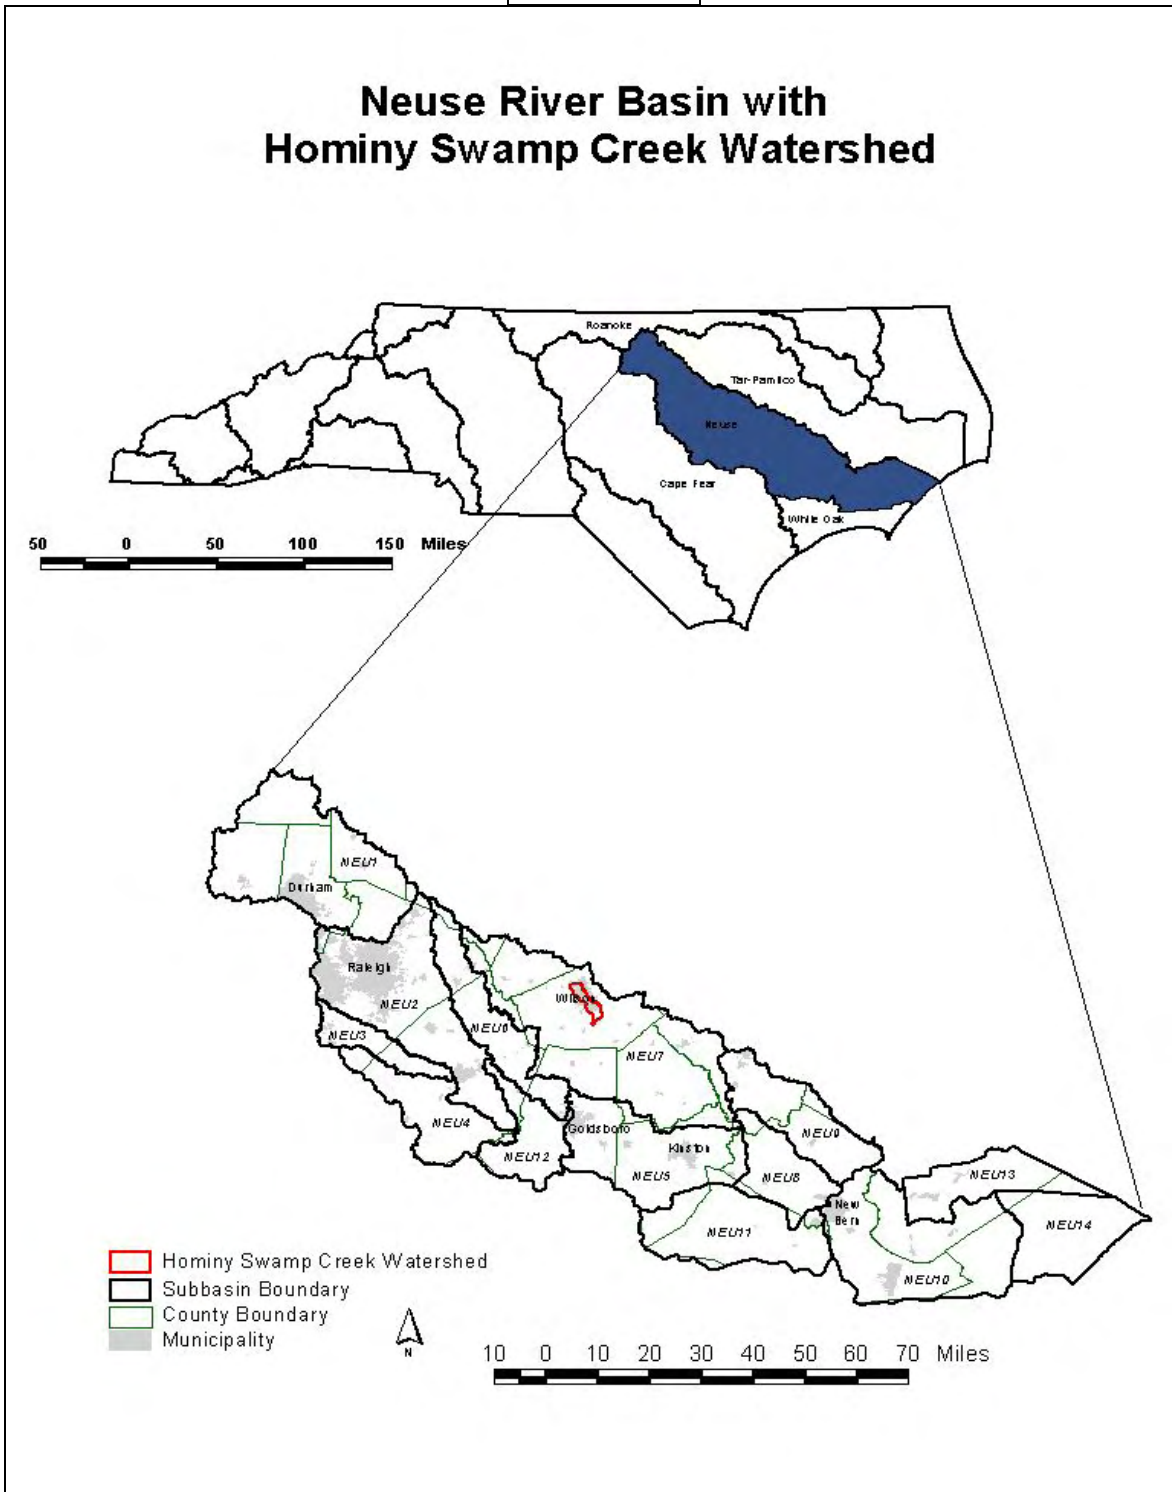 Neuse River Basin with
Hominy Swamp Creek Watershed
Roanoke
Tar-Pamlico
Neuse
Cape Fear
White Oak
50 0 50 100 150 Miles
NEU1
Durham
Raleigh
NEU2
Wilson
NEU3
NEU6
NEU7
NEU4
Goldsboro
NEU9
NEU12
Kinston
NEU5
NEU8
NEU13
New
Bern
NEU14
NEU11
NEU10
Hominy Swamp Creek Watershed
Subbasin Boundary
County Boundary
Municipality
N
10 0 10 20 30 40 50 60 70 Miles